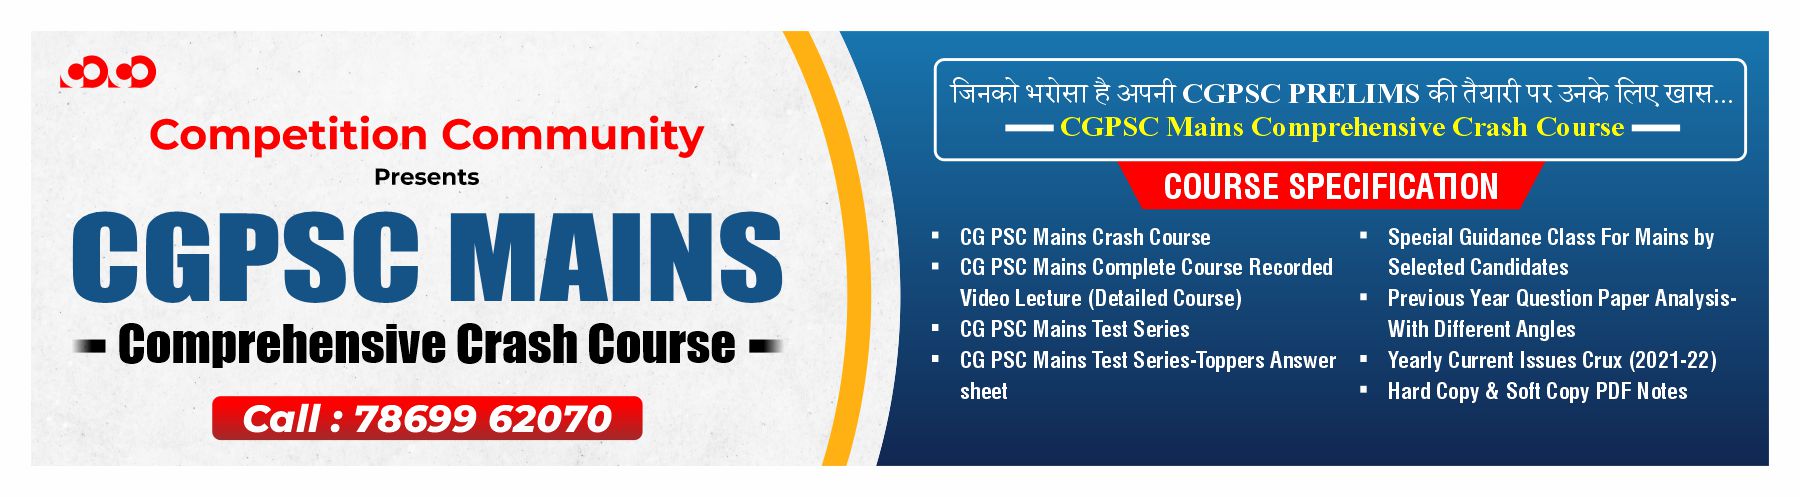 Competition Community
Presents
CGPSC MAINS
Comprehensive Crash Course
Call : 78699 62070
जिनको भरोसा है अपनी CGPSC PRELIMS की तैयारी पर उनके लिए खास...
CGPSC Mains Comprehensive Crash Course
COURSE SPECIFICATION
▪ CG PSC Mains Crash Course
▪ CG PSC Mains Complete Course Recorded
Video Lecture (Detailed Course)
▪ CG PSC Mains Test Series
▪ CG PSC Mains Test Series-Toppers Answer
sheet
▪ Special Guidance Class For Mains by
Selected Candidates
▪ Previous Year Question Paper Analysis-
With Different Angles
▪ Yearly Current Issues Crux (2021-22)
▪ Hard Copy & Soft Copy PDF Notes